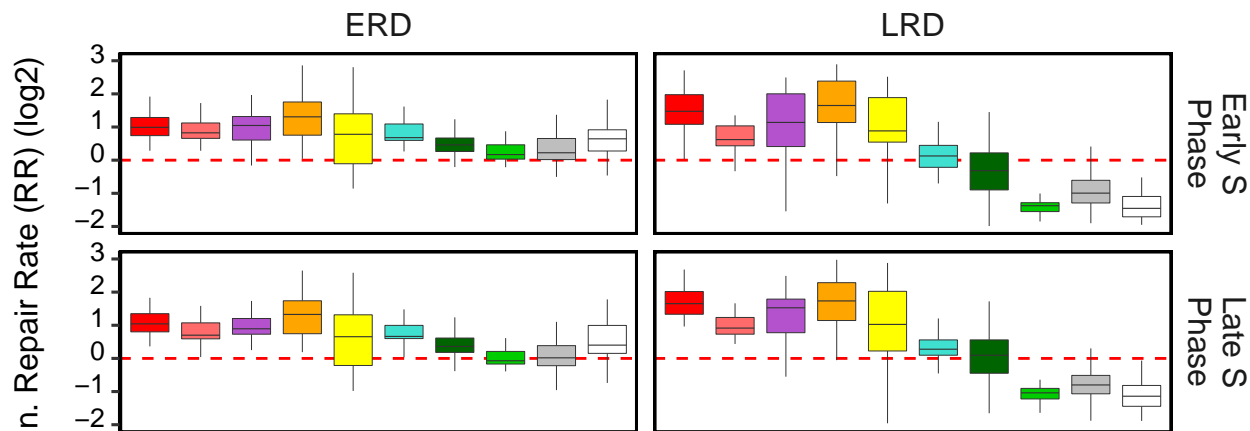 ERD
LRD
n. Repair Rate (RR) (log2)
3
2
1
0
−1
−2
Early S
Phase
3
2
1
0
−1
−2
Late S
Phase